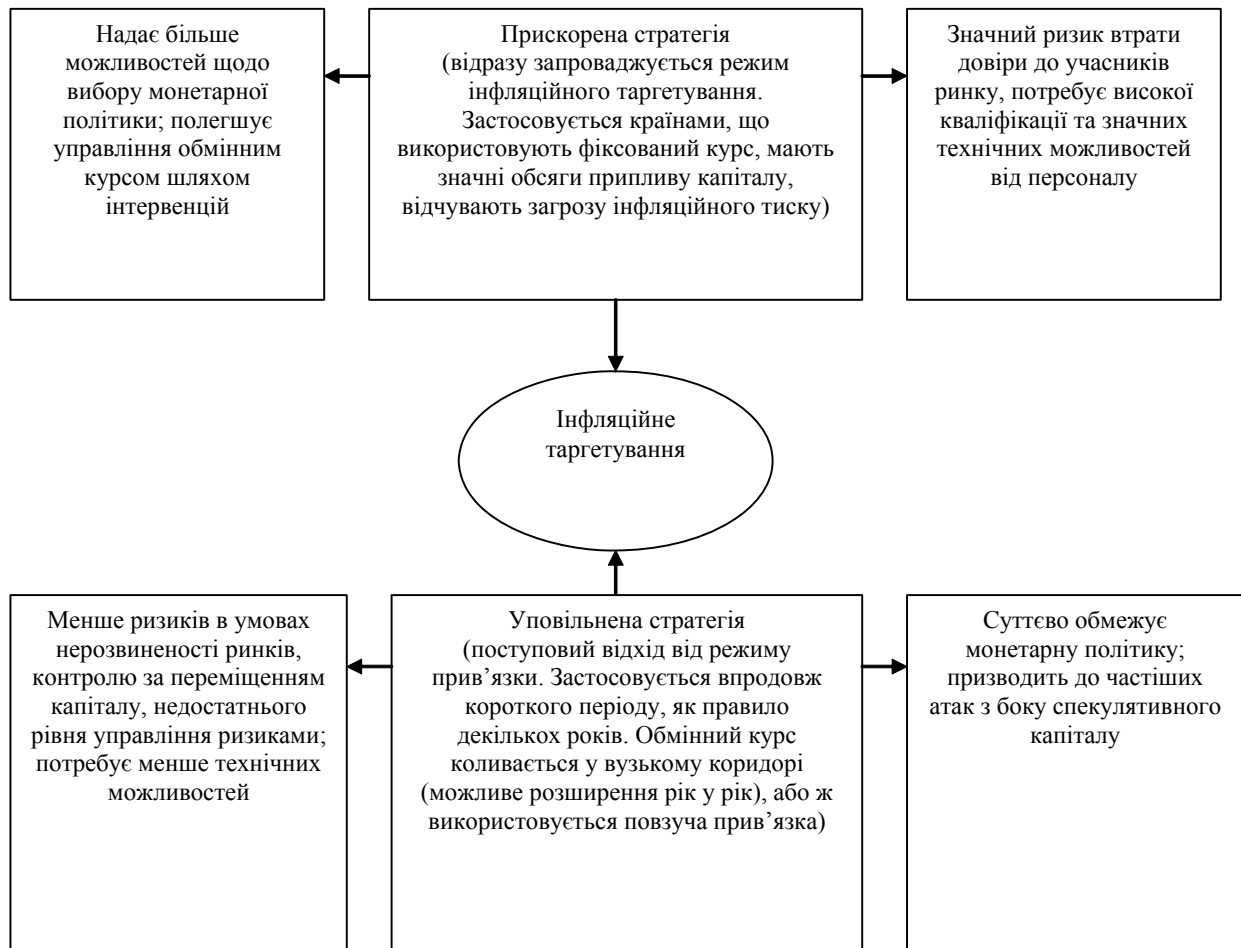 Надає більше
можливостей щодо
вибору монетарної
політики; полегшує
управління обмінним
курсом шляхом
інтервенцій
Прискорена стратегія
(відразу запроваджується режим
інфляційного таргетування.
Застосовується країнами, що
використовують фіксований курс, мають
значні обсяги припливу капіталу,
відчувають загрозу інфляційного тиску)
Значний ризик втрати
довіри до учасників
ринку, потребує високої
кваліфікації та значних
технічних можливостей
від персоналу
Інфляційне
таргетування
Менше ризиків в умовах
нерозвиненості ринків,
контролю за переміщенням
капіталу, недостатнього
рівня управління ризиками;
потребує менше технічних
можливостей
Уповільнена стратегія
(поступовий відхід від режиму
прив’язки. Застосовується впродовж
короткого періоду, як правило
декількох років. Обмінний курс
коливається у вузькому коридорі
(можливе розширення рік у рік), або ж
використовується повзуча прив’язка)
Суттєво обмежує
монетарну політику;
призводить до частіших
атак з боку спекулятивного
капіталу